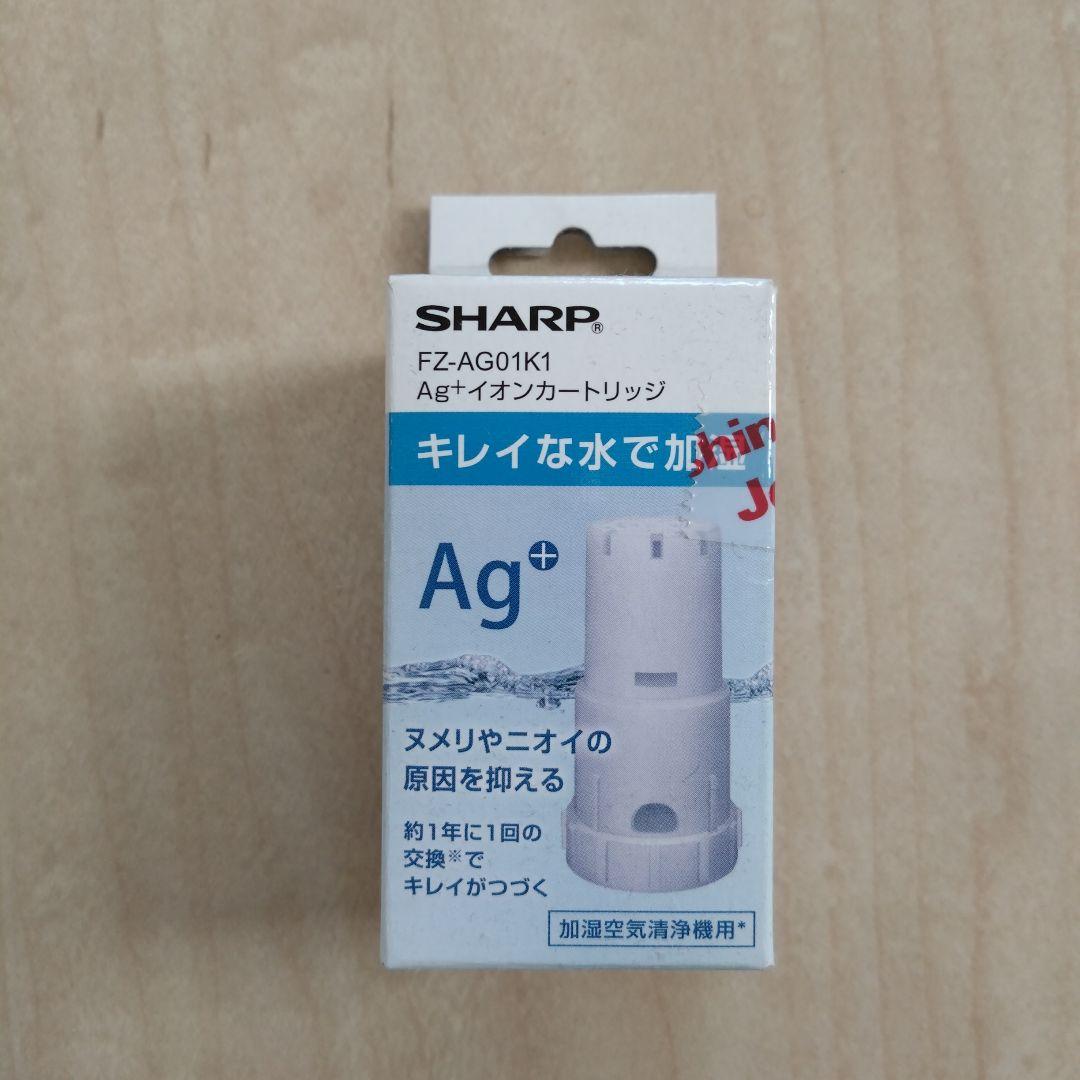 SHARP®
FZ-AG01K1
Ag+イオンカートリッジ
キレイな水で加湿
Ag+
ヌメリやニオイの
原因を抑える
約1年に1回の
交換※で
キレイがつづく
加湿空気清浄機用*